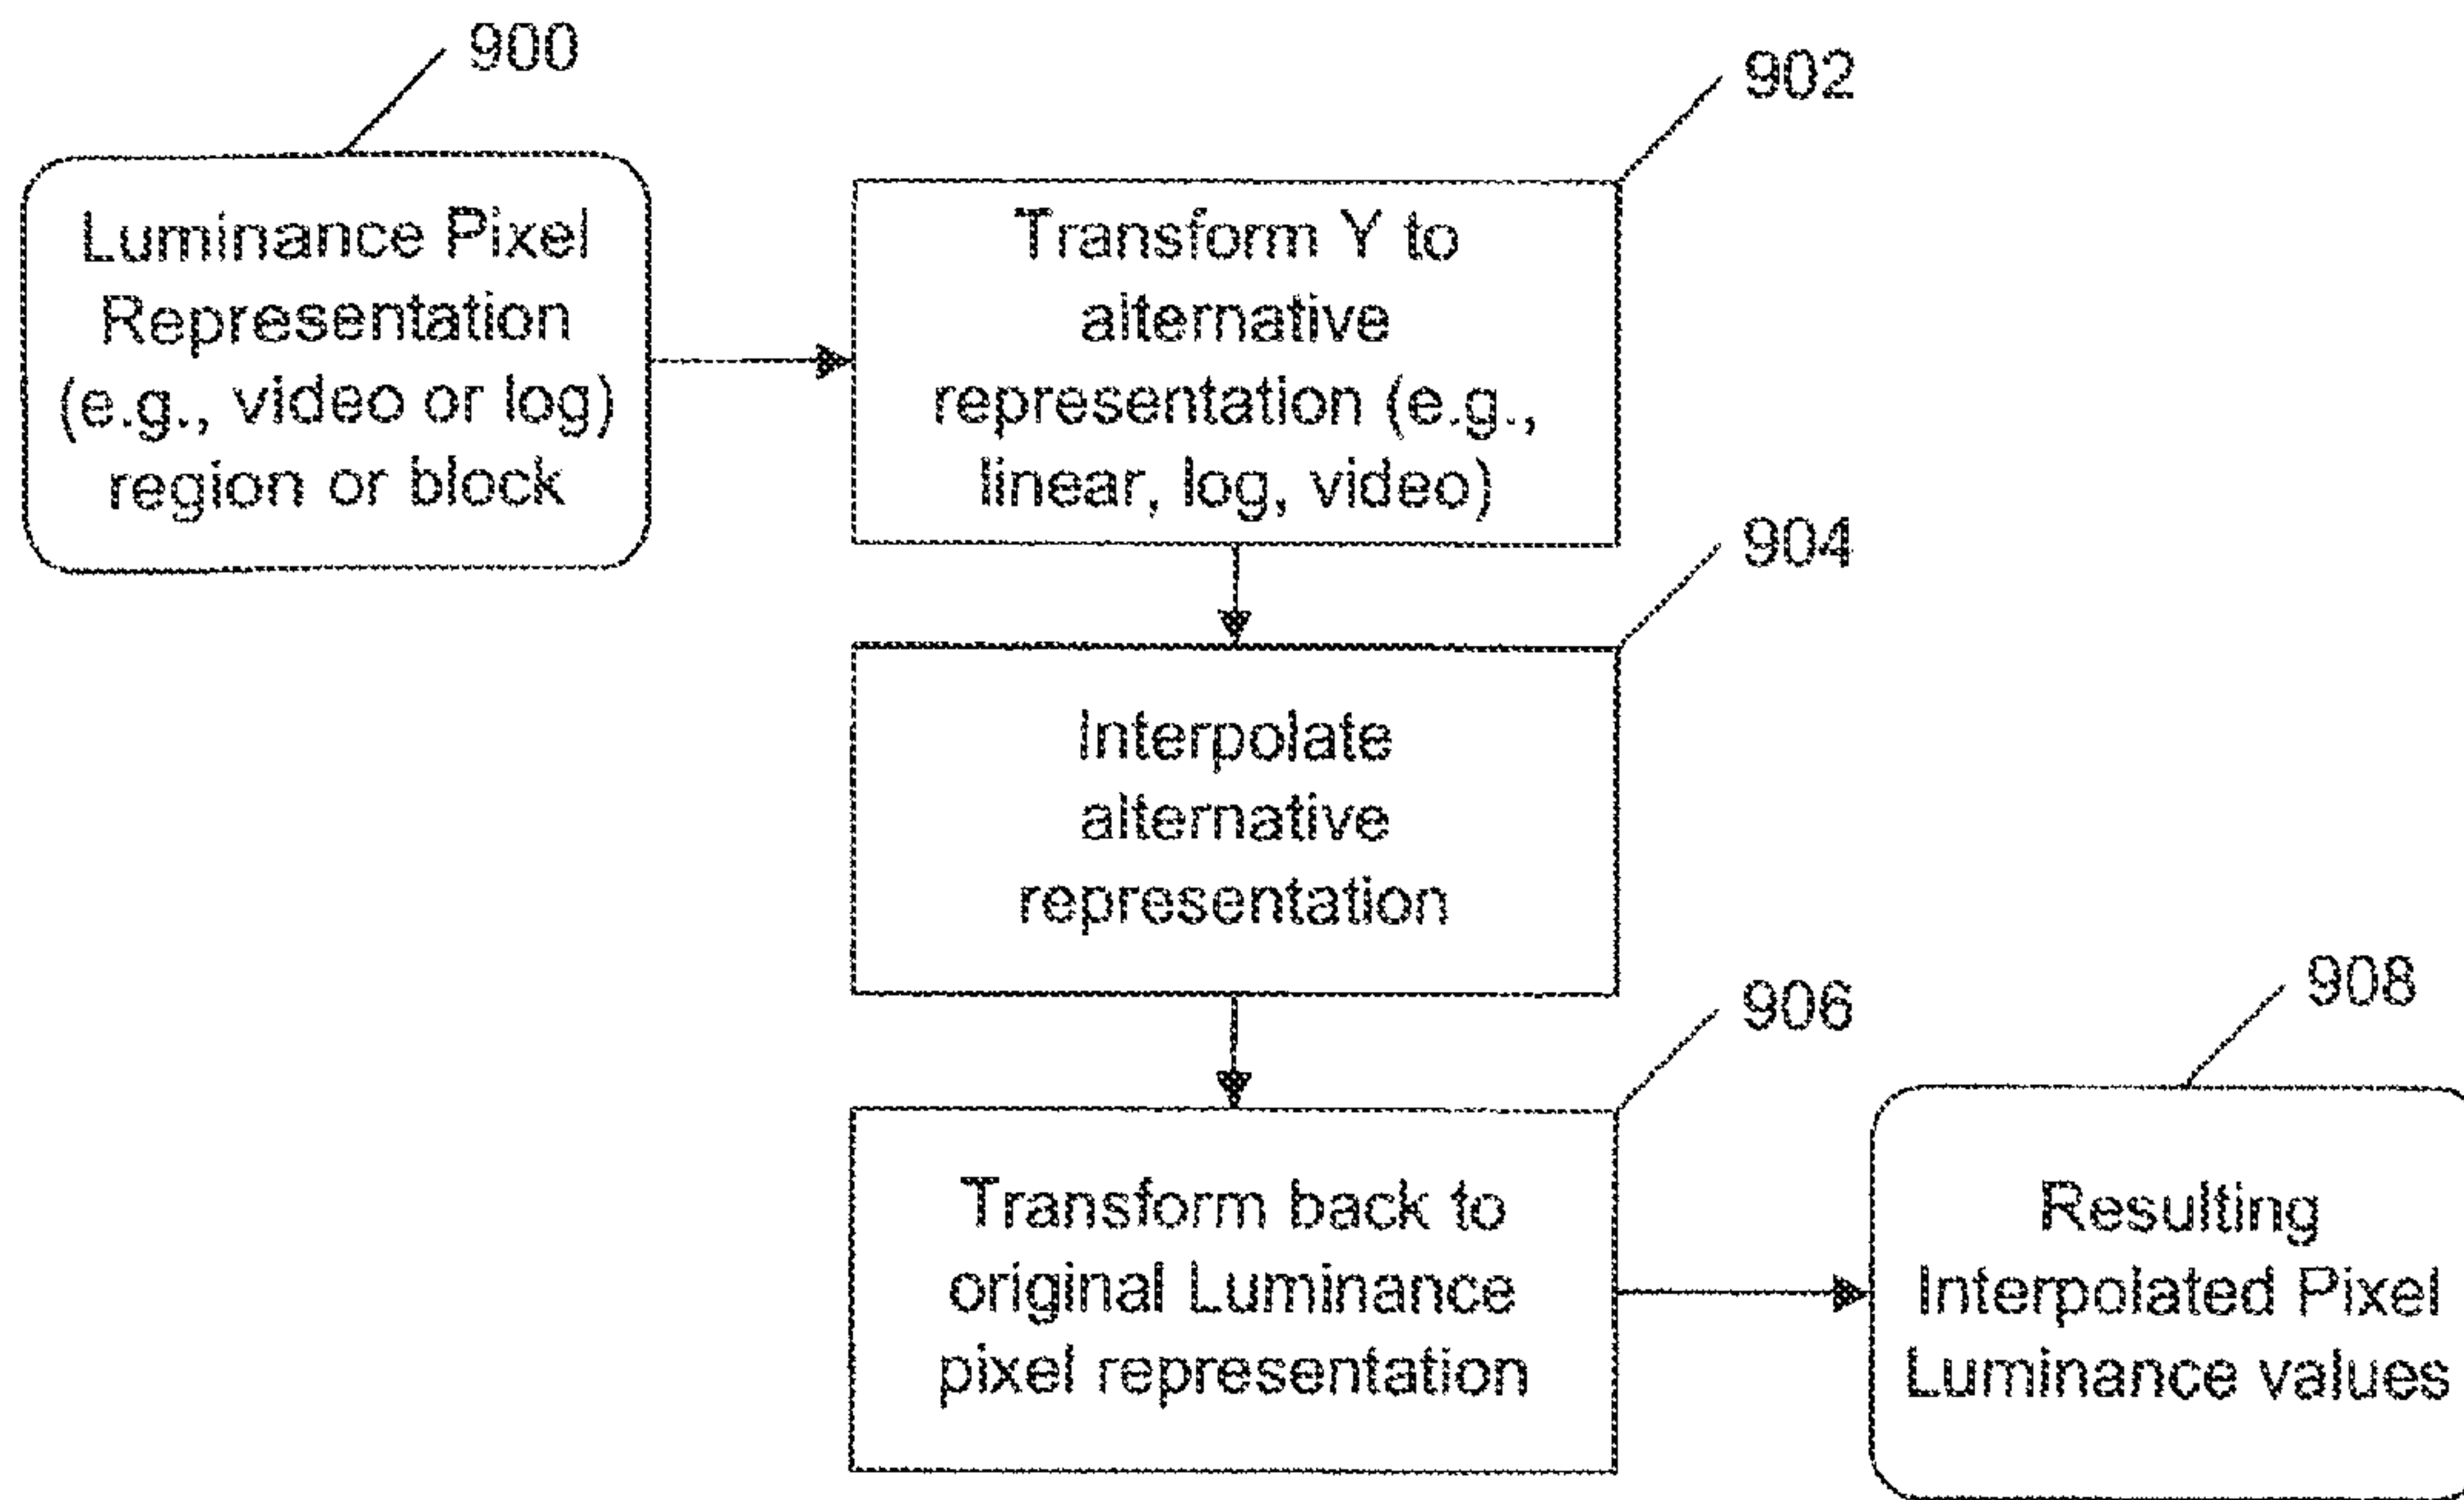 900
Luminance Pixel
Representation
(e.g., video or log)
region or block
902
Transform Y to
alternative
representation (e.g.,
linear, log, video)
904
Interpolate
alternative
representation
906
Transform back to
original Luminance
pixel representation
908
Resulting
Interpolated Pixel
Luminance values